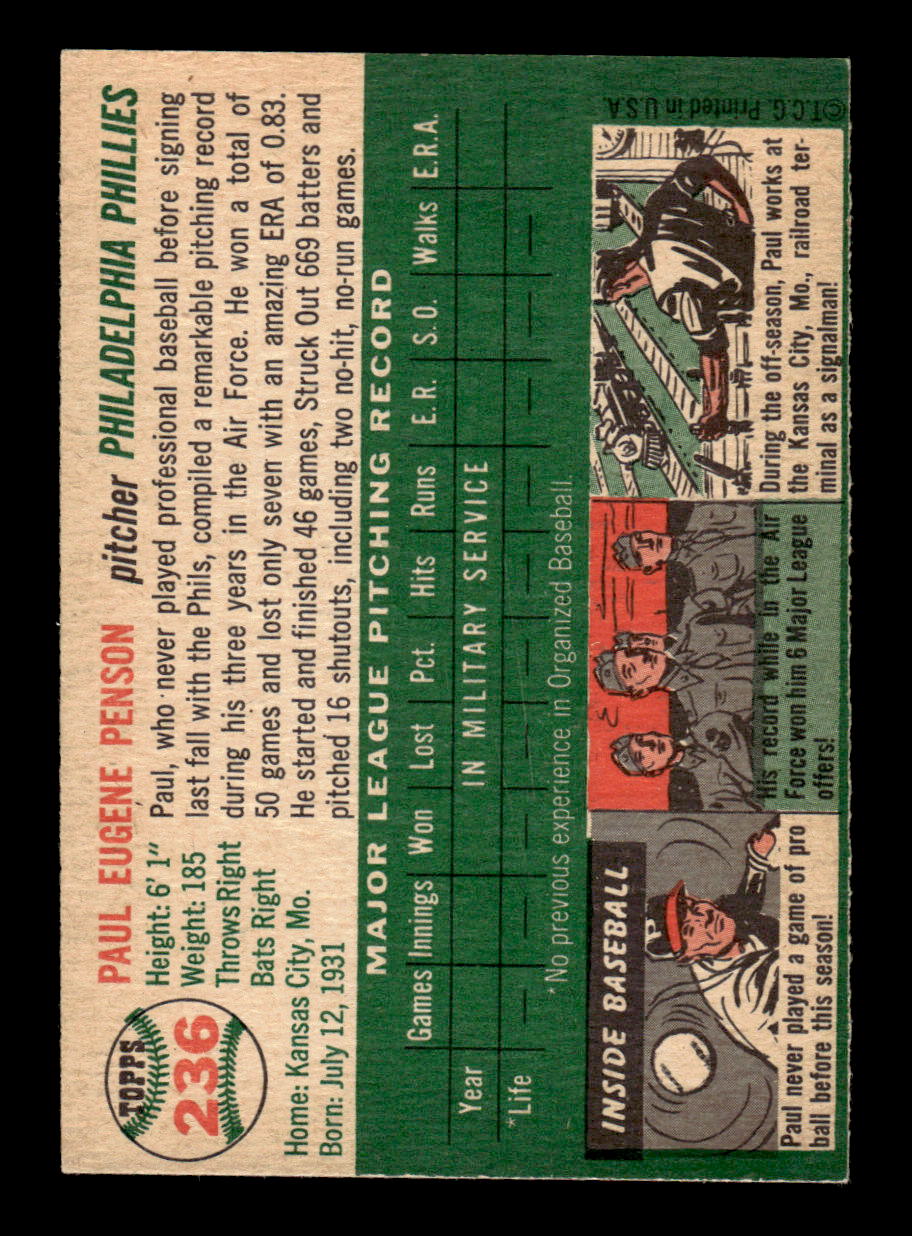 TOPPS
236
PAUL EUGENE PENSON pitcher PHILADELPHIA PHILLIES
Height: 6' 1"
Weight: 185
Throws Right
Bats Right
Home: Kansas City, Mo.
Born: July 12, 1931
Paul, who never played professional baseball before signing
last fall with the Phils, compiled a remarkable pitching record
during his three years in the Air Force. He won a total of
50 games and lost only seven with an amazing ERA of 0.83.
He started and finished 46 games, Struck Out 669 batters and
pitched 16 shutouts, including two no-hit, no-run games.
MAJOR LEAGUE PITCHING RECORD
Games Innings Won Lost Pct. Hits Runs E. R. S. O. Walks E.R.A.
Year IN MILITARY SERVICE
*Life — — — — — — — — — — —
*No previous experience in Organized Baseball.
INSIDE BASEBALL
P
Paul never played a game of pro
ball before this season!
His record while in the Air
Force won him 6 Major League
offers!
During the off-season, Paul works at
the Kansas City, Mo., railroad ter-
minal as a signalman!
©T.C.G. Printed in U.S.A.